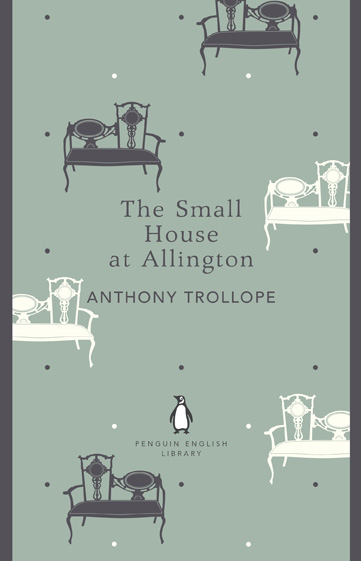 The Small
House
at Allington
ANTHONY TROLLOPE
PENGUIN ENGLISH
LIBRARY